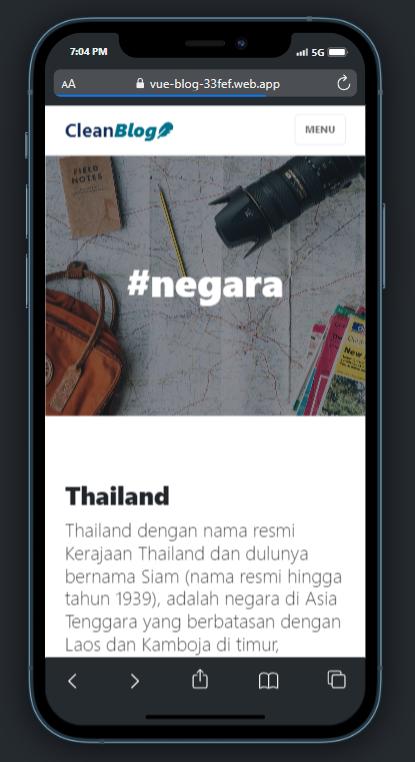 7:04 PM
5G
AA
vue-blog-33fef.web.app
CleanBlog
MENU
FIELD
NOTES
#negara
Thailand
Thailand dengan nama resmi
Kerajaan Thailand dan dulunya
bernama Siam (nama resmi hingga
tahun 1939), adalah negara di Asia
Tenggara yang berbatasan dengan
Laos dan Kamboja di timur,